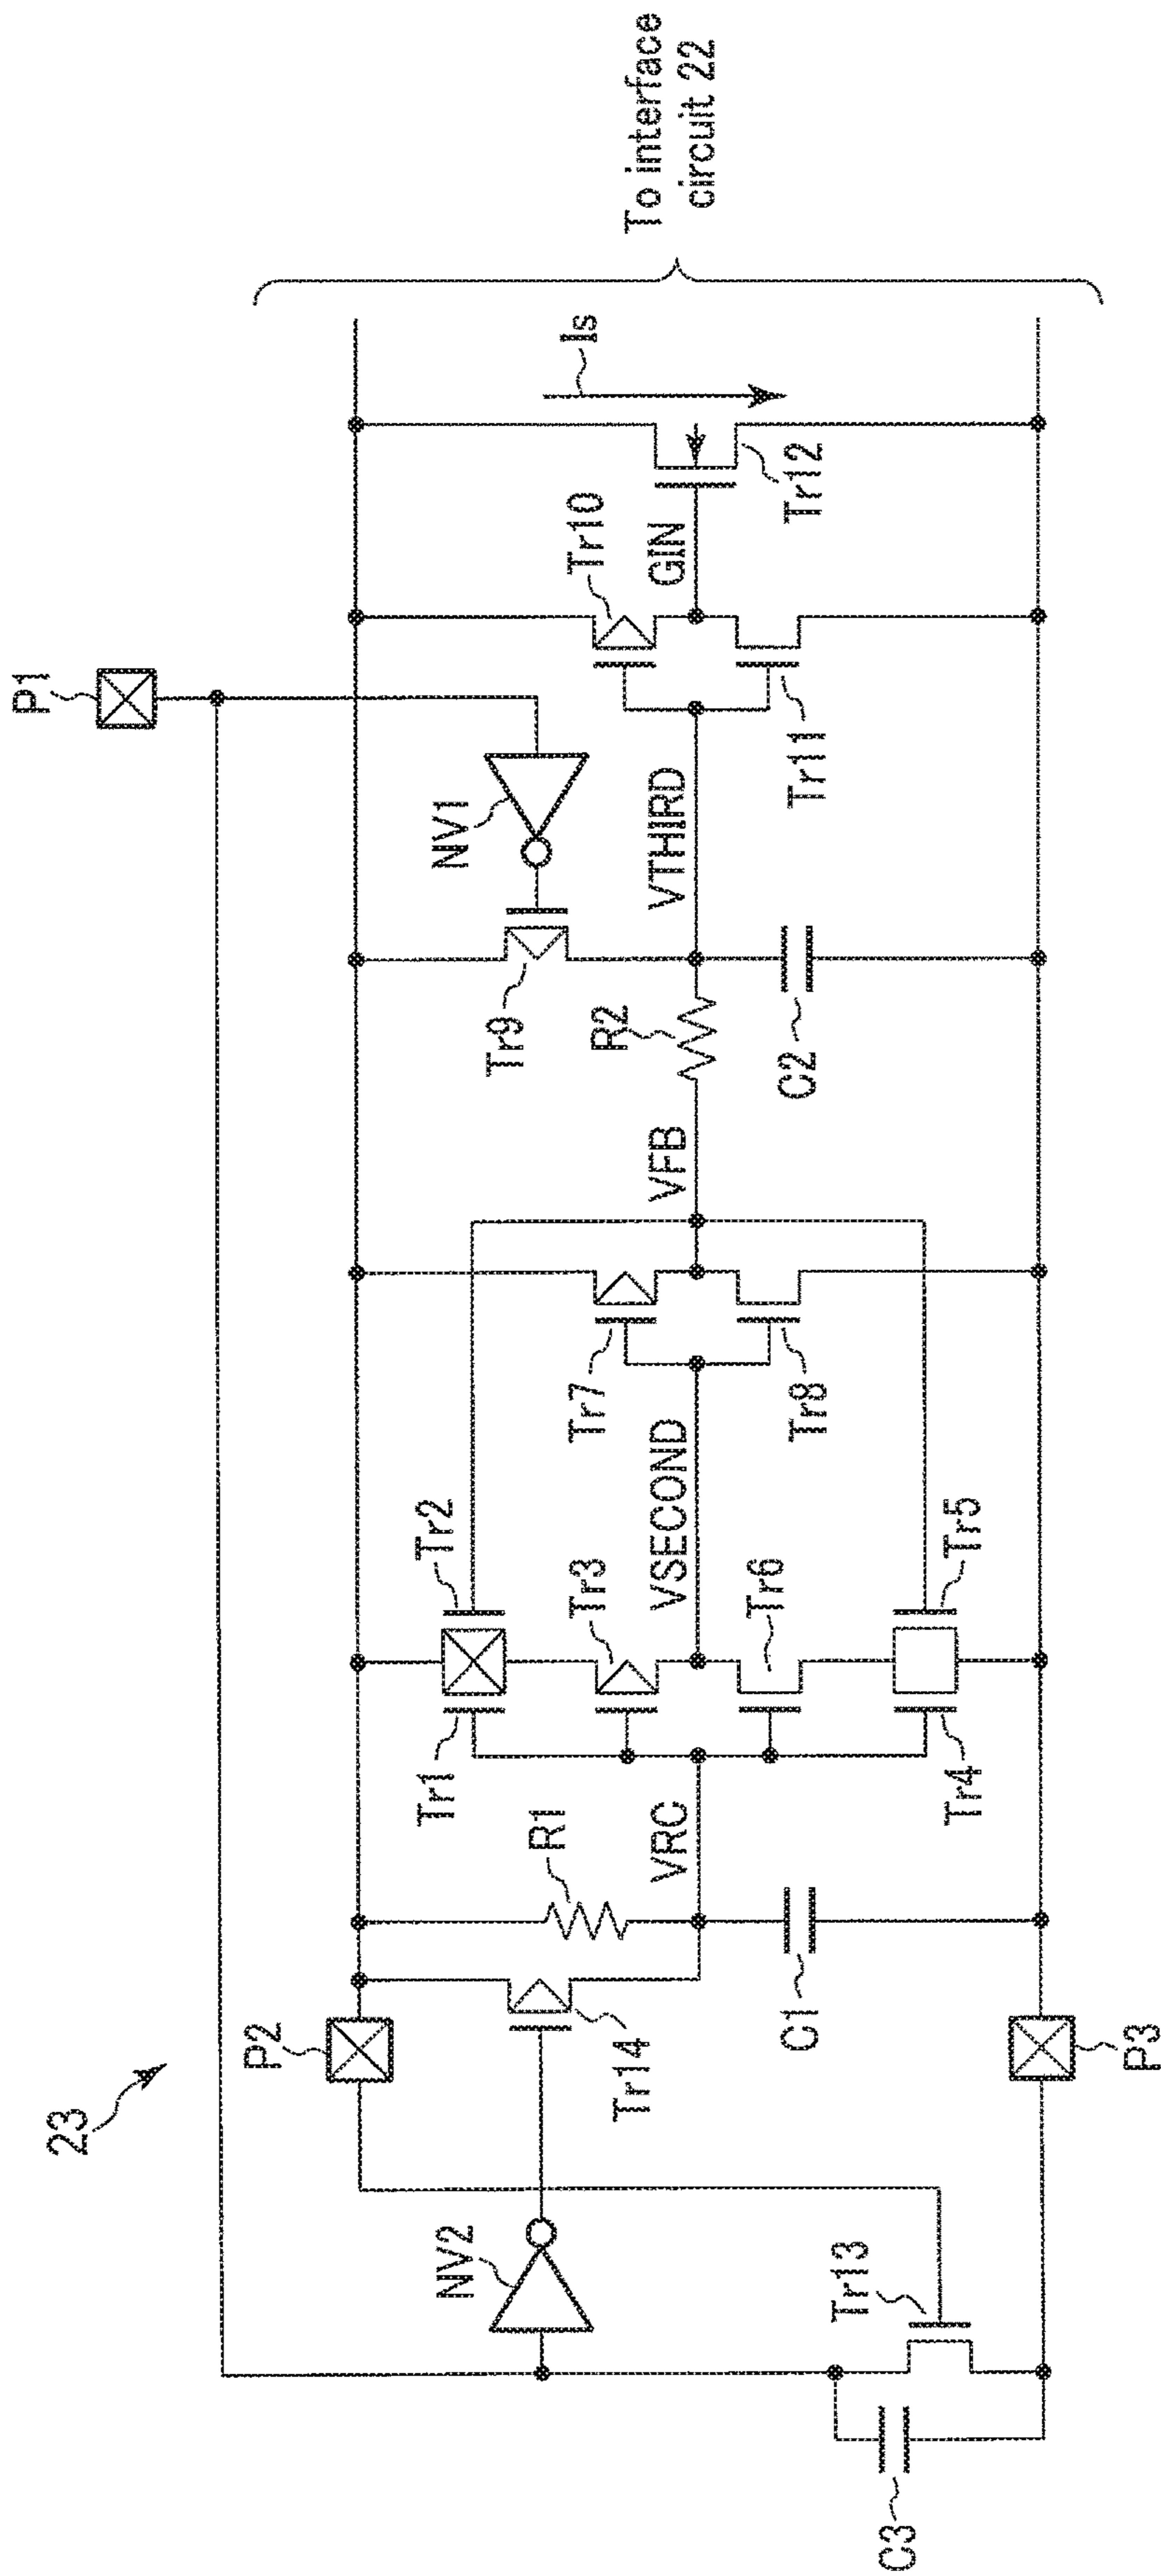 23
P1
P2
P3
NV2
Tr14
Tr13
C3
R1
C1
VRC
Tr1
Tr2
Tr3
VSECOND
Tr6
Tr4
Tr5
Tr7
Tr8
VFB
R2
Tr9
NV1
VTHIRD
C2
Tr10
Tr11
GIN
Tr12
Is
To interface
circuit 22